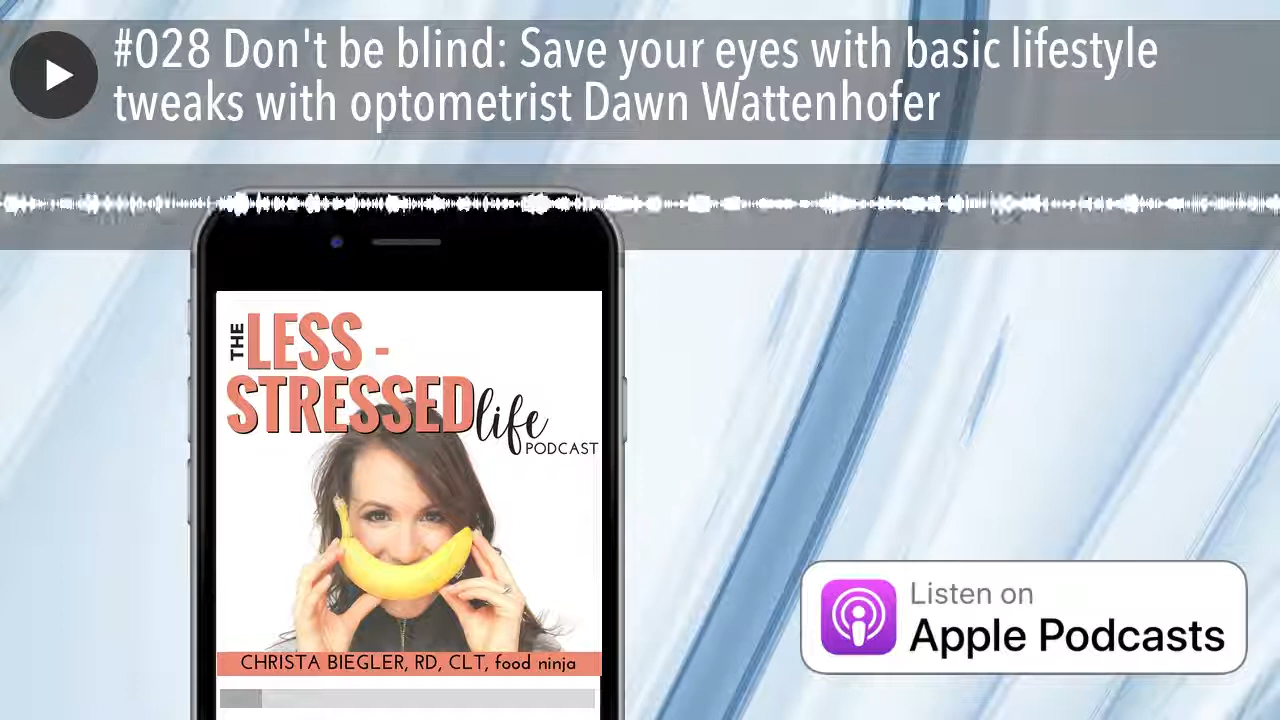 #028 Don't be blind: Save your eyes with basic lifestyle
tweaks with optometrist Dawn Wattenhofer
THE
LESS -
STRESSED
life
PODCAST
CHRISTA BIEGLER, RD, CLT, food ninja
Listen on
Apple Podcasts